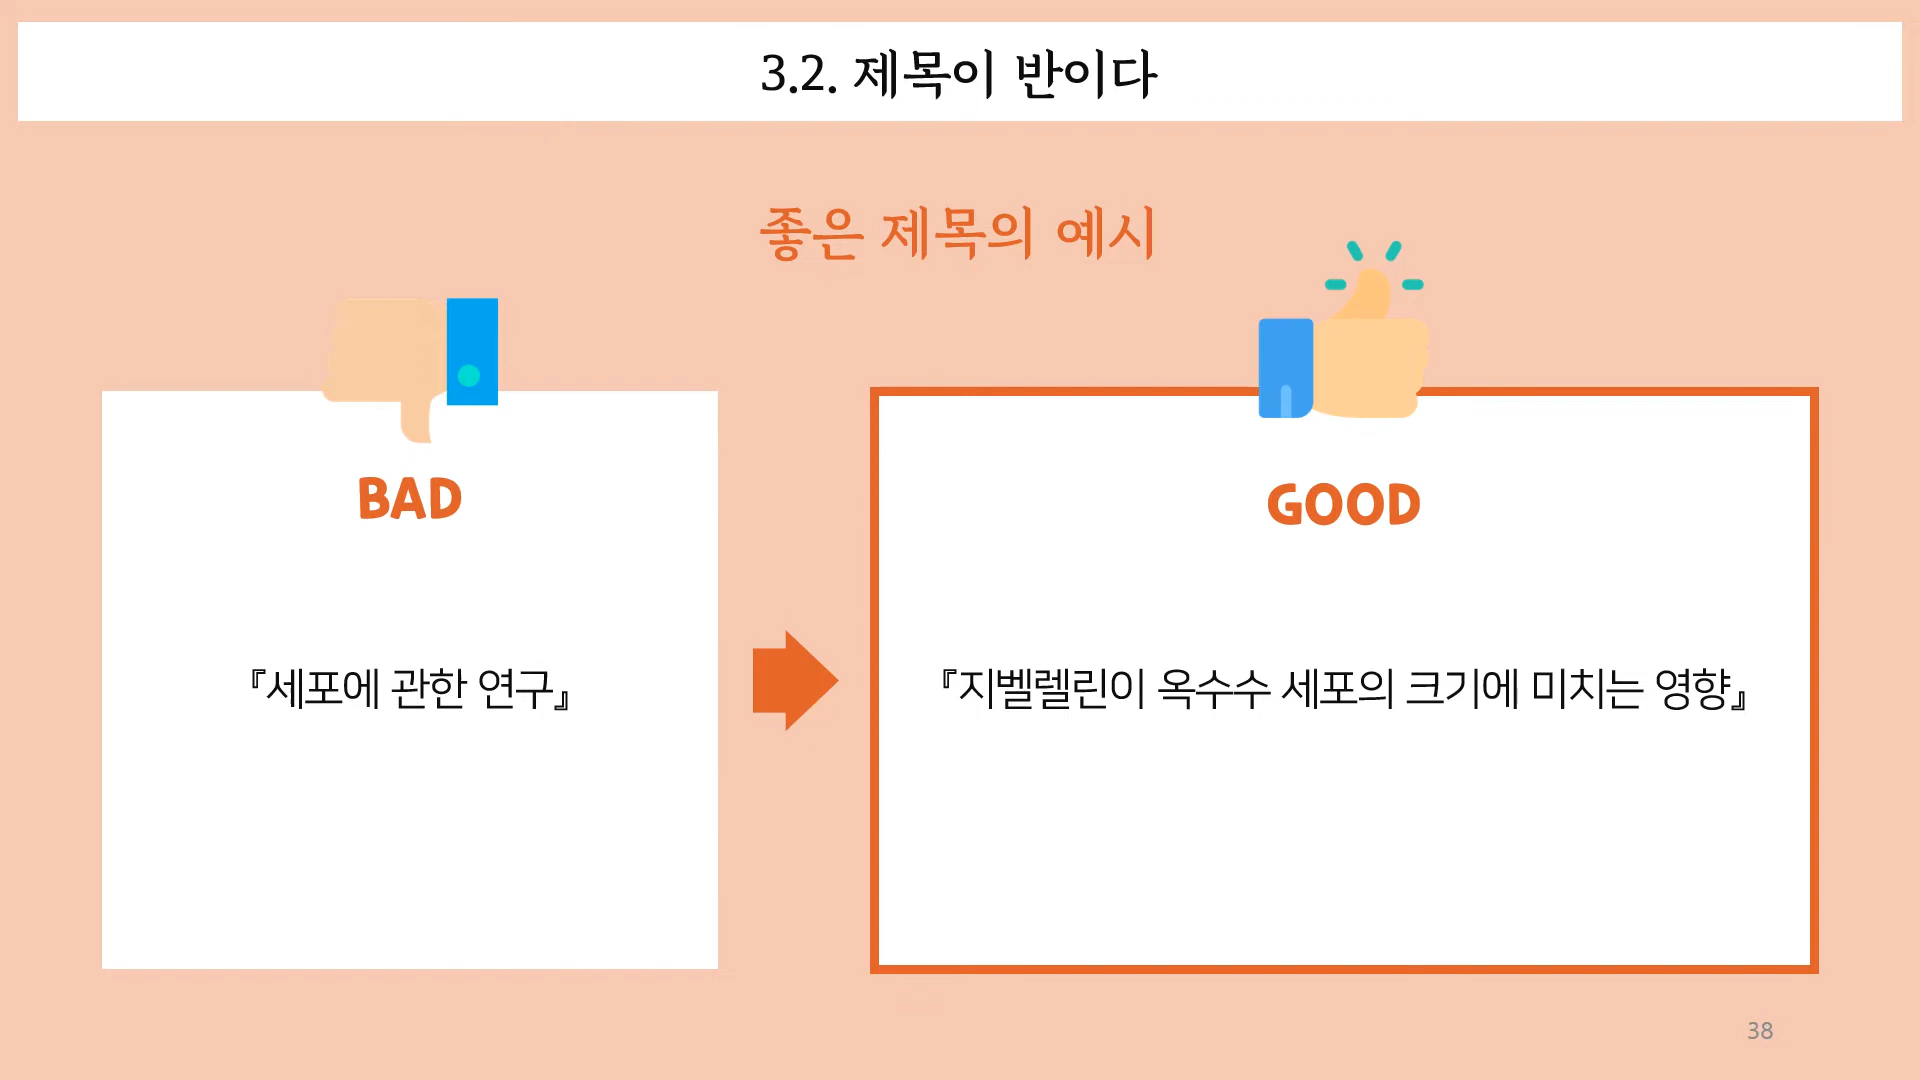 3.2. 제목이 반이다
좋은 제목의 예시
BAD
『세포에 관한 연구』
GOOD
『지벨렐린이 옥수수 세포의 크기에 미치는 영향』
38